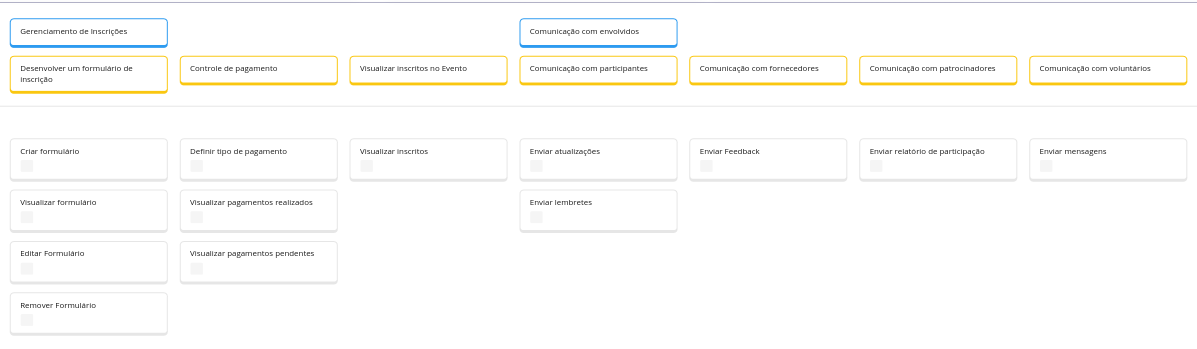 Gerenciamento de Inscrições
Comunicação com envolvidos
Desenvolver um formulário de
inscrição
Controle de pagamento
Visualizar inscritos no Evento
Comunicação com participantes
Comunicação com fornecedores
Comunicação com patrocinadores
Comunicação com voluntários
Criar formulário
Definir tipo de pagamento
Visualizar inscritos
Enviar atualizações
Enviar Feedback
Enviar relatório de participação
Enviar mensagens
Visualizar formulário
Visualizar pagamentos realizados
Enviar lembretes
Editar Formulário
Visualizar pagamentos pendentes
Remover Formulário